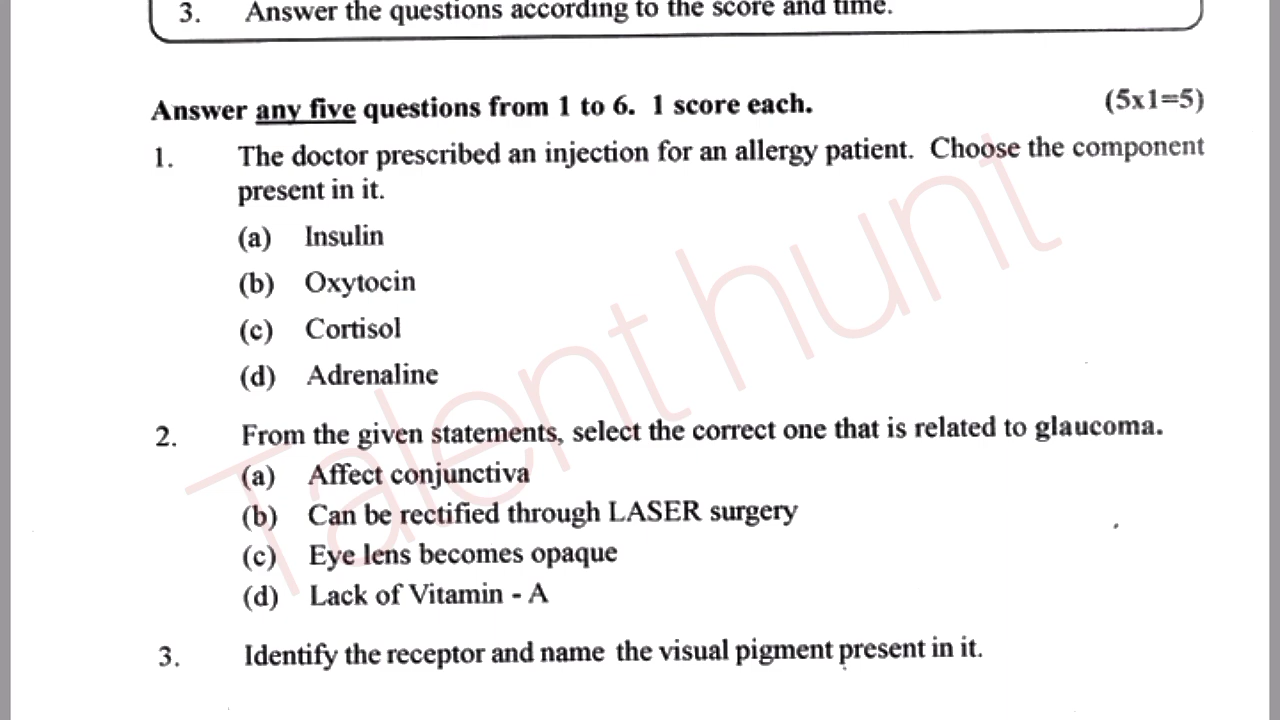 3. Answer the questions according to the score and time.
Answer any five questions from 1 to 6. 1 score each. (5x1=5)
1. The doctor prescribed an injection for an allergy patient. Choose the component
present in it.
(a) Insulin
(b) Oxytocin
(c) Cortisol
(d) Adrenaline
2. From the given statements, select the correct one that is related to glaucoma.
(a) Affect conjunctiva
(b) Can be rectified through LASER surgery
(c) Eye lens becomes opaque
(d) Lack of Vitamin - A
3. Identify the receptor and name the visual pigment present in it.
Talent hunt